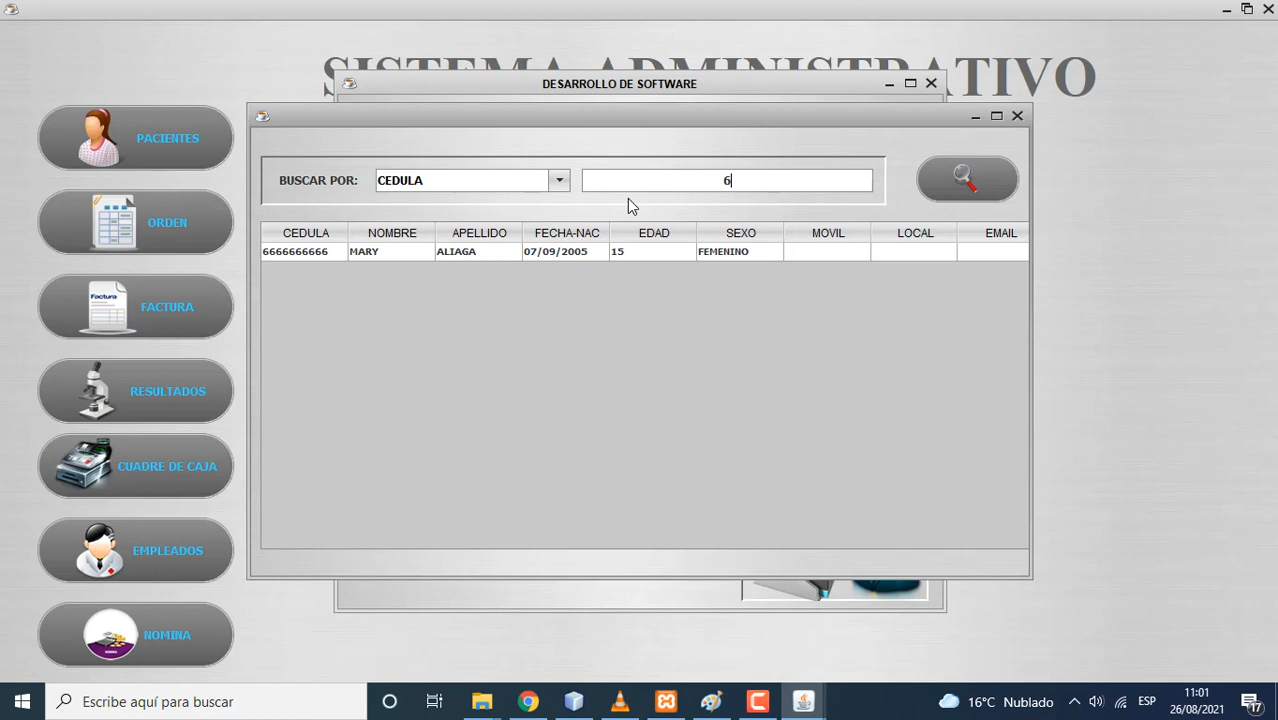 SISTEMA ADMINISTRATIVO
DESARROLLO DE SOFTWARE
PACIENTES
ORDEN
Factura
FACTURA
RESULTADOS
CUADRE DE CAJA
EMPLEADOS
NOMINA
BUSCAR POR: CEDULA 6
CEDULA NOMBRE APELLIDO FECHA-NAC EDAD SEXO MOVIL LOCAL EMAIL
6666666666 MARY ALIAGA 07/09/2005 15 FEMENINO
Escribe aquí para buscar
16°C Nublado
ESP
11:01
26/08/2021
17